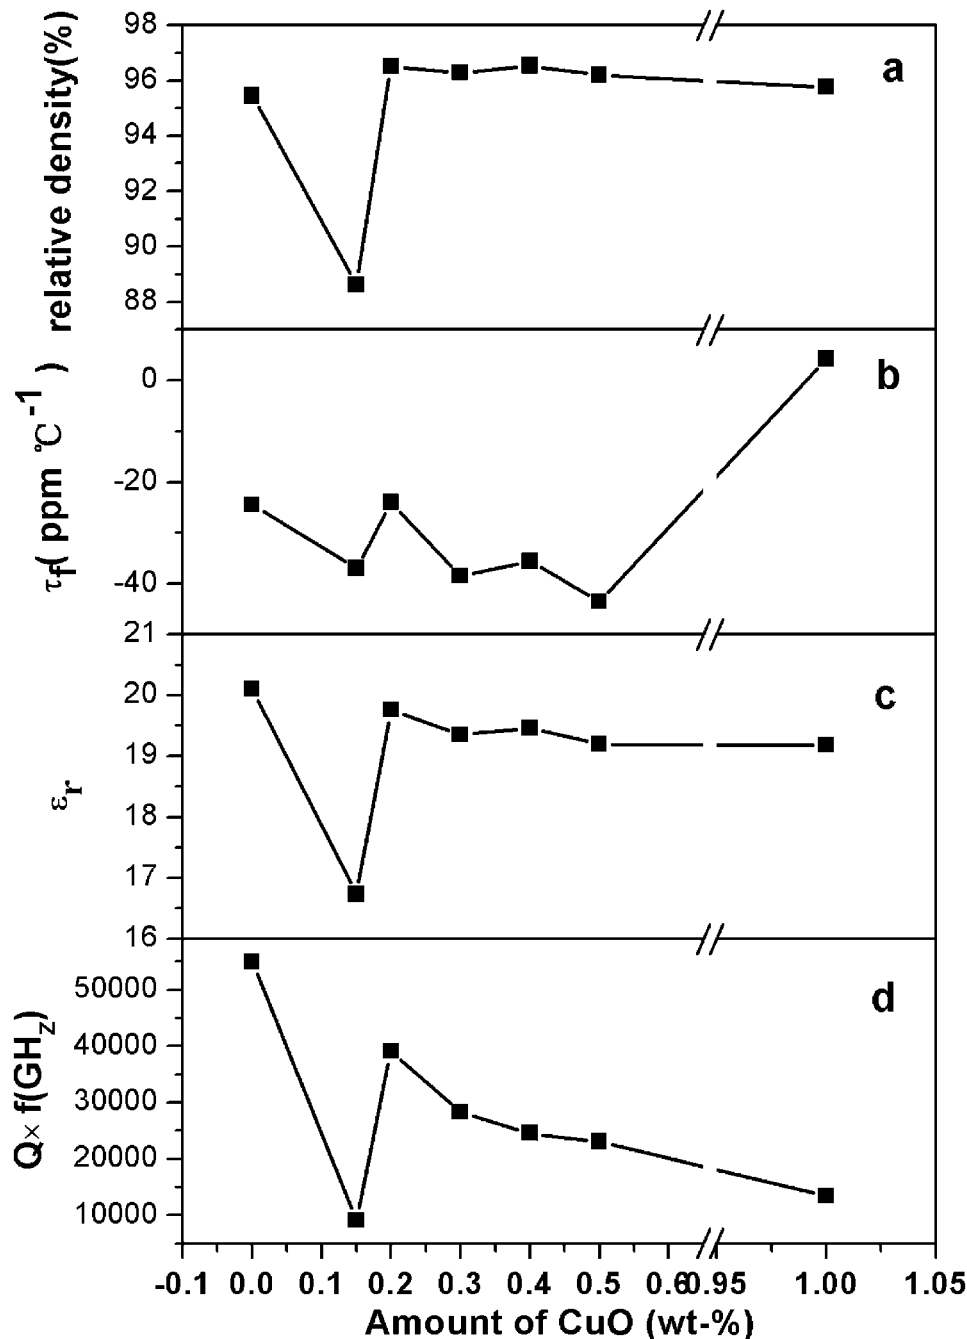 98
96
94
92
90
88
relative density(%)
a
0
-20
-40
τf( ppm ℃-1 )
b
21
20
19
18
17
16
εr
c
50000
40000
30000
20000
10000
Q× f(GHZ)
d
-0.1 0.0 0.1 0.2 0.3 0.4 0.5 0.6 0.95 1.00 1.05
Amount of CuO (wt-%)